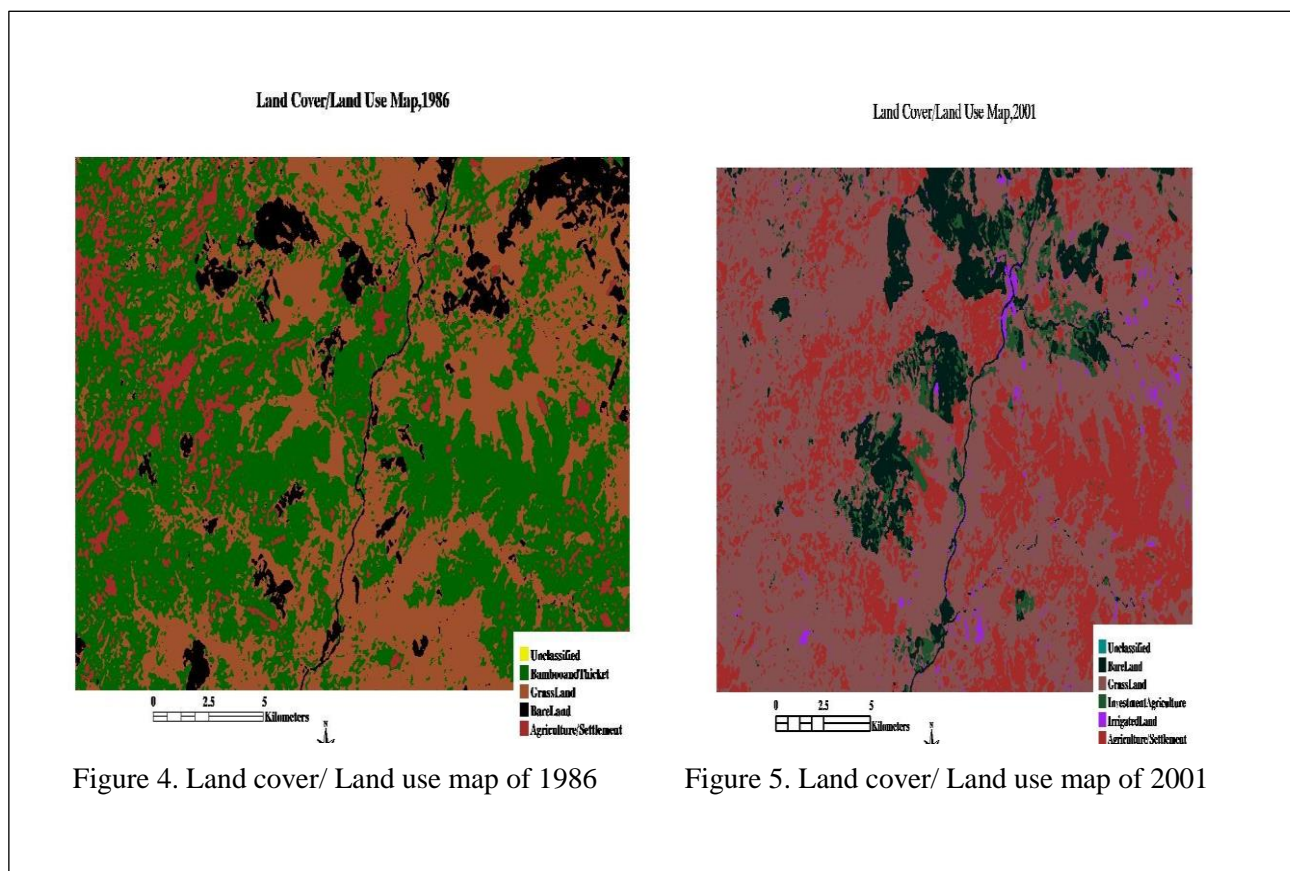 Land Cover/Land Use Map,1986
Land Cover/Land Use Map,2001
Unclassified
BambooandThicket
GrassLand
BareLand
Agriculture/Settlement
0 2.5 5
Kilometers
N
Unclassified
BareLand
GrassLand
InvestmentAgriculture
IrrigatedLand
Agriculture/Settlement
0 2.5 5
Kilometers
N
Figure 4. Land cover/ Land use map of 1986
Figure 5. Land cover/ Land use map of 2001